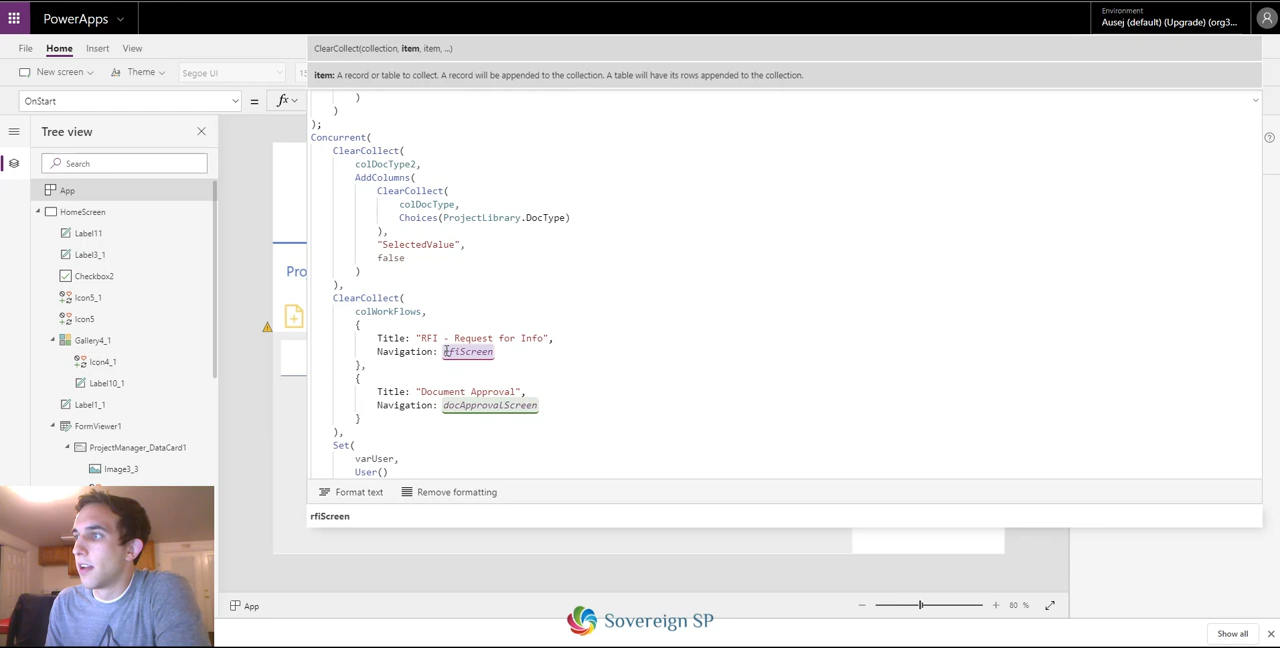 PowerApps
Environment
Ausej (default) (Upgrade) (org3...
File Home Insert View
ClearCollect(collection, item, item, ...)
New screen Theme Segoe UI 15
item: A record or table to collect. A record will be appended to the collection. A table will have its rows appended to the collection.
OnStart = fx
Tree view
Search
App
HomeScreen
Label11
Label3_1
Checkbox2
Icon5_1
Icon5
Gallery4_1
Icon4_1
Label10_1
Label1_1
FormViewer1
ProjectManager_DataCard1
Image3_3
Pro
)
)
);
Concurrent(
ClearCollect(
colDocType2,
AddColumns(
ClearCollect(
colDocType,
Choices(ProjectLibrary.DocType)
),
"SelectedValue",
false
)
),
ClearCollect(
colWorkFlows,
{
Title: "RFI - Request for Info",
Navigation: rfiScreen
},
{
Title: "Document Approval",
Navigation: docApprovalScreen
}
),
Set(
varUser,
User()
Format text Remove formatting
rfiScreen
App
80 %
Sovereign SP
Show all